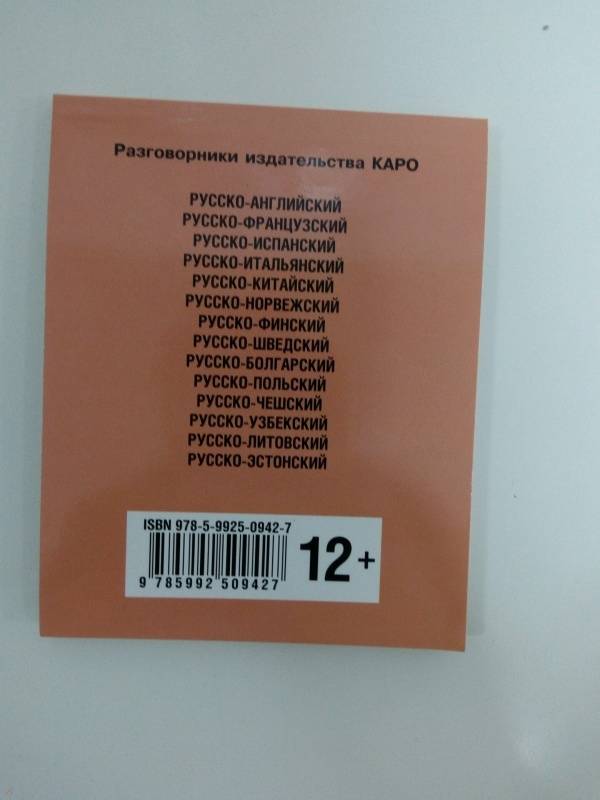 Разговорники издательства КАРО
РУССКО-АНГЛИЙСКИЙ
РУССКО-ФРАНЦУЗСКИЙ
РУССКО-ИСПАНСКИЙ
РУССКО-ИТАЛЬЯНСКИЙ
РУССКО-КИТАЙСКИЙ
РУССКО-НОРВЕЖСКИЙ
РУССКО-ФИНСКИЙ
РУССКО-ШВЕДСКИЙ
РУССКО-БОЛГАРСКИЙ
РУССКО-ПОЛЬСКИЙ
РУССКО-ЧЕШСКИЙ
РУССКО-УЗБЕКСКИЙ
РУССКО-ЛИТОВСКИЙ
РУССКО-ЭСТОНСКИЙ
ISBN 978-5-9925-0942-7
12+
9 785992 509427